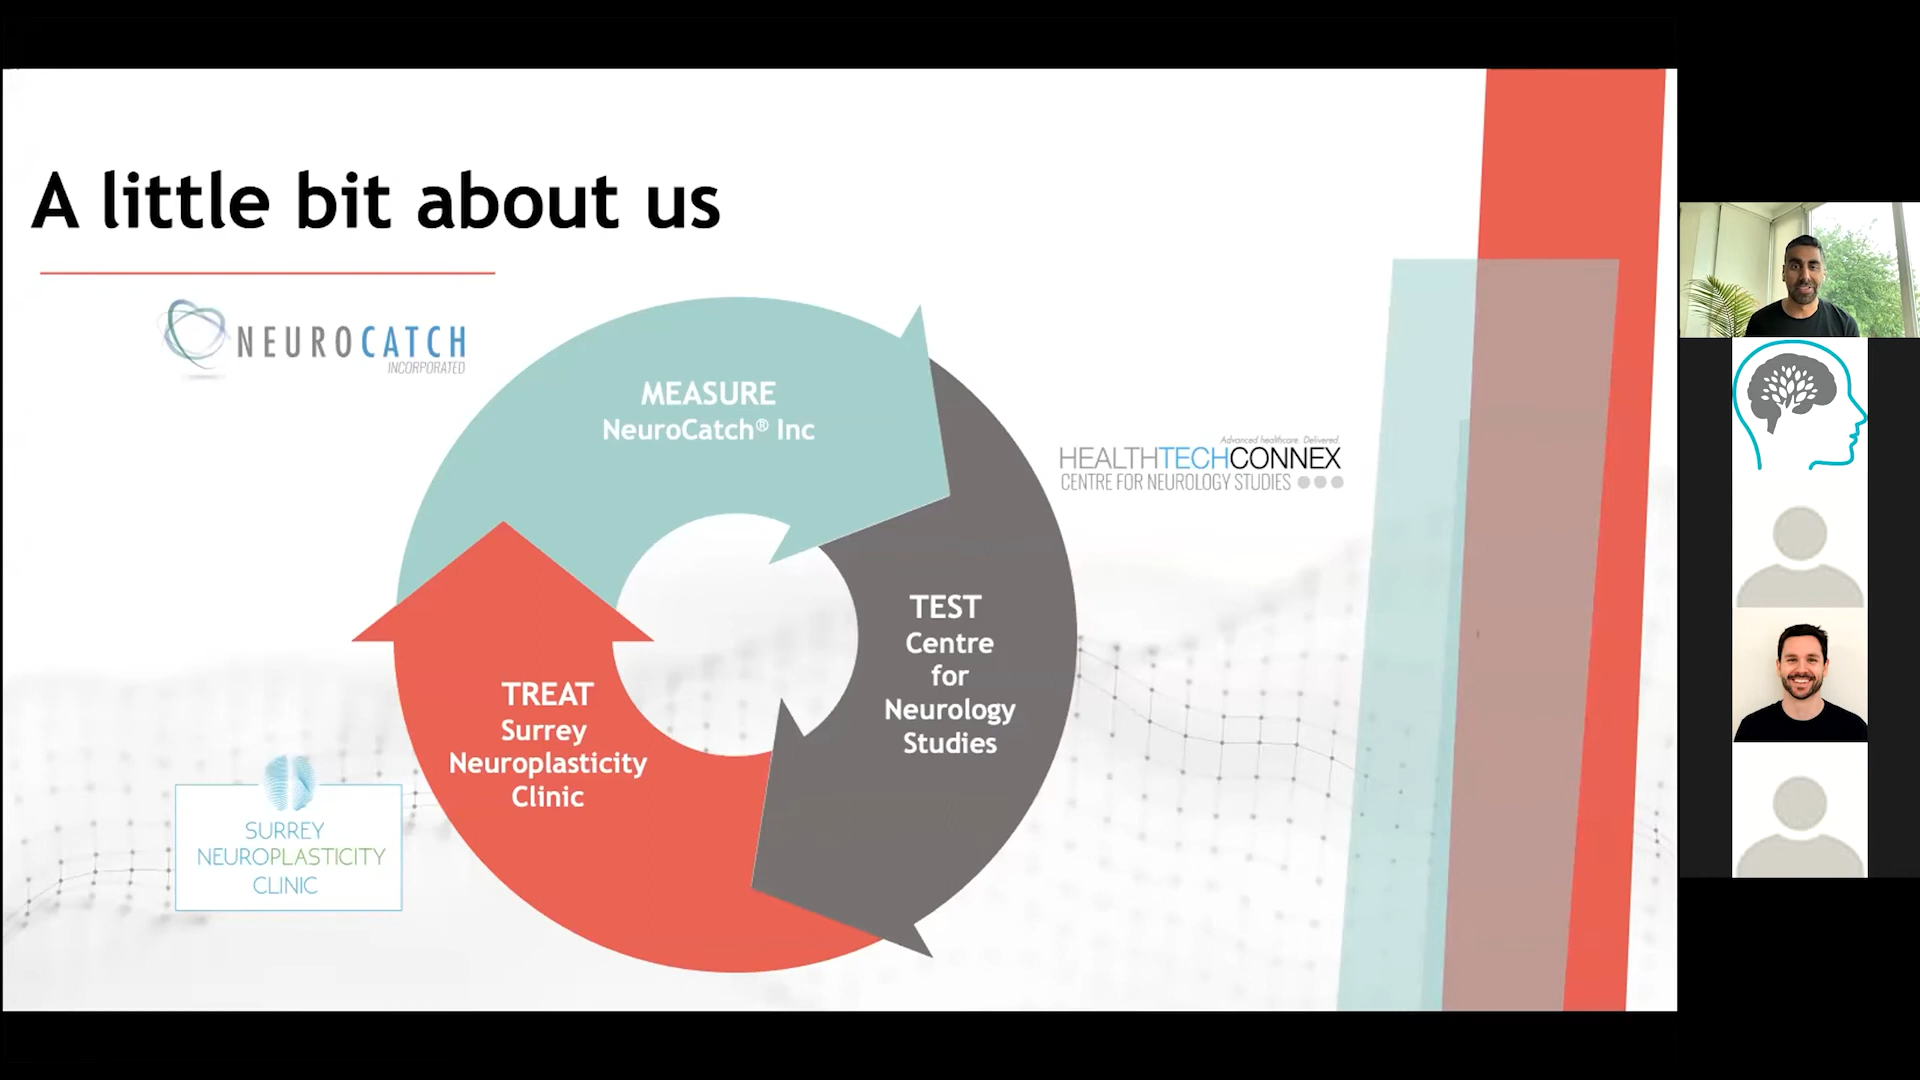 A little bit about us
NEUROCATCH
INCORPORATED
MEASURE
NeuroCatch® Inc
Advanced healthcare. Delivered.
HEALTHTECHCONNEX
CENTRE FOR NEUROLOGY STUDIES
TEST
Centre
for
Neurology
Studies
TREAT
Surrey
Neuroplasticity
Clinic
SURREY
NEUROPLASTICITY
CLINIC